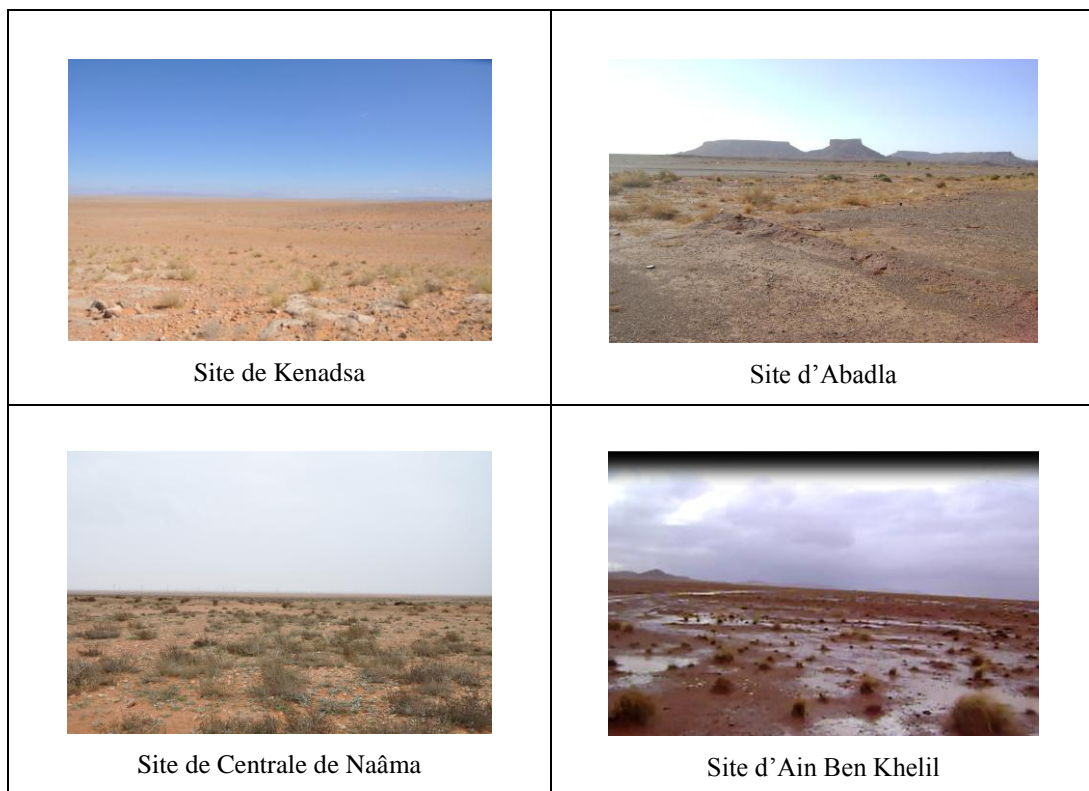 Site de Kenadsa
Site d’Abadla
Site de Centrale de Naâma
Site d’Ain Ben Khelil